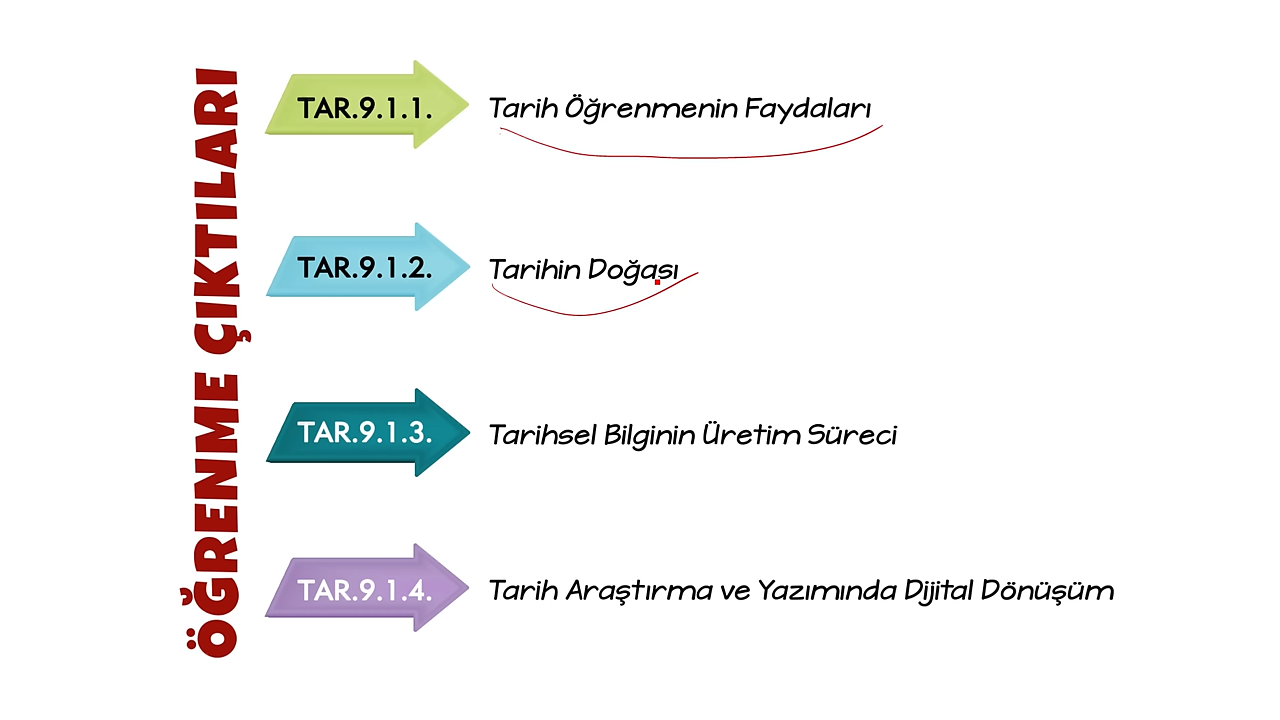 ÖĞRENME ÇIKTILARI
TAR.9.1.1. Tarih Öğrenmenin Faydaları
TAR.9.1.2. Tarihin Doğası
TAR.9.1.3. Tarihsel Bilginin Üretim Süreci
TAR.9.1.4. Tarih Araştırma ve Yazımında Dijital Dönüşüm